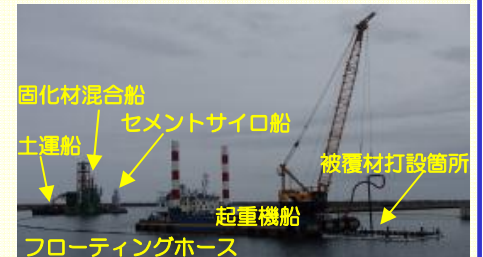 固化材混合船
セメントサイロ船
土運船
被覆材打設箇所
起重機船
フローティングホース